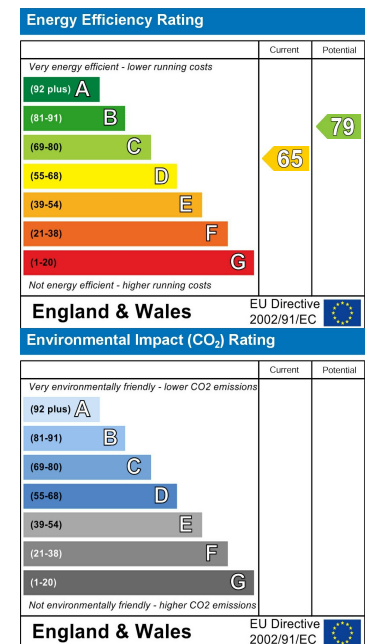 Energy Efficiency Rating
Current Potential
Very energy efficient - lower running costs
(92 plus) A
(81-91) B
79
(69-80) C
65
(55-68) D
(39-54) E
(21-38) F
(1-20) G
Not energy efficient - higher running costs
England & Wales
EU Directive
2002/91/EC
Environmental Impact (CO₂) Rating
Current Potential
Very environmentally friendly - lower CO2 emissions
(92 plus) A
(81-91) B
(69-80) C
(55-68) D
(39-54) E
(21-38) F
(1-20) G
Not environmentally friendly - higher CO2 emissions
England & Wales
EU Directive
2002/91/EC